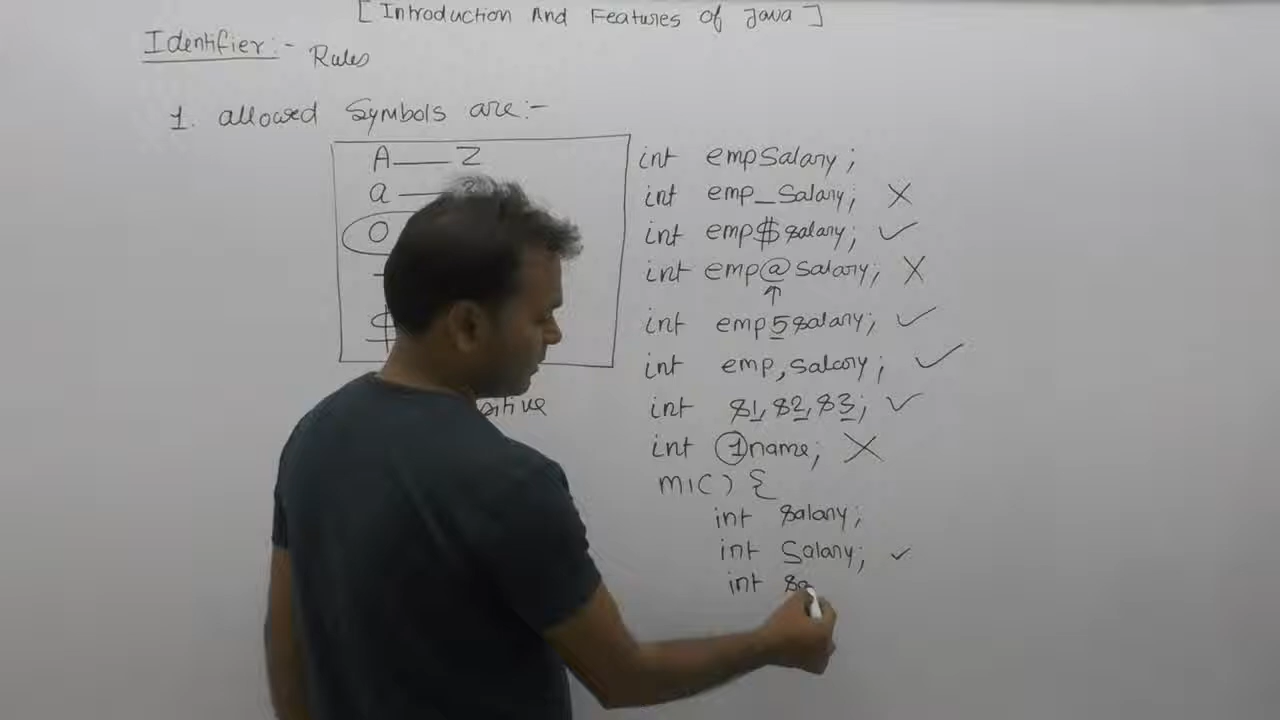 [ Introduction And Features of Java ]
Identifier:- Rules
1. allowed Symbols are:-
A — Z
a —
0
$
int empSalary;
int emp_Salary; X
int emp$salary; ✓
int emp@salary; X
↑
int emp5salary; ✓
int emp,salary; ✓
int s1,s2,s3; ✓
int 1name; X
m1() {
int salary;
int Salary; ✓
int sa